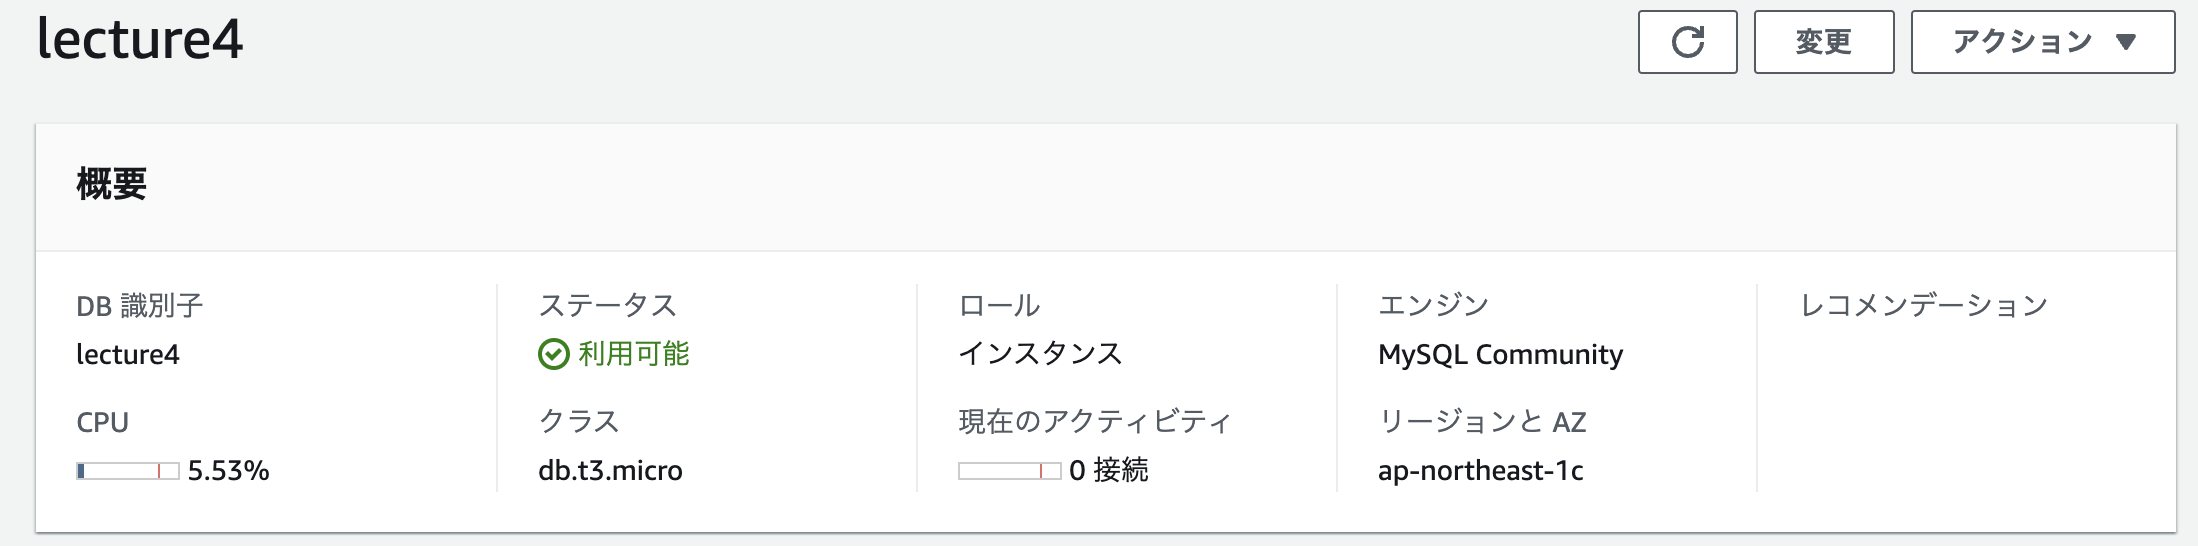 lecture4
変更
アクション
概要
DB 識別子
lecture4
CPU
5.53%
ステータス
利用可能
クラス
db.t3.micro
ロール
インスタンス
現在のアクティビティ
0 接続
エンジン
MySQL Community
リージョンと AZ
ap-northeast-1c
レコメンデーション